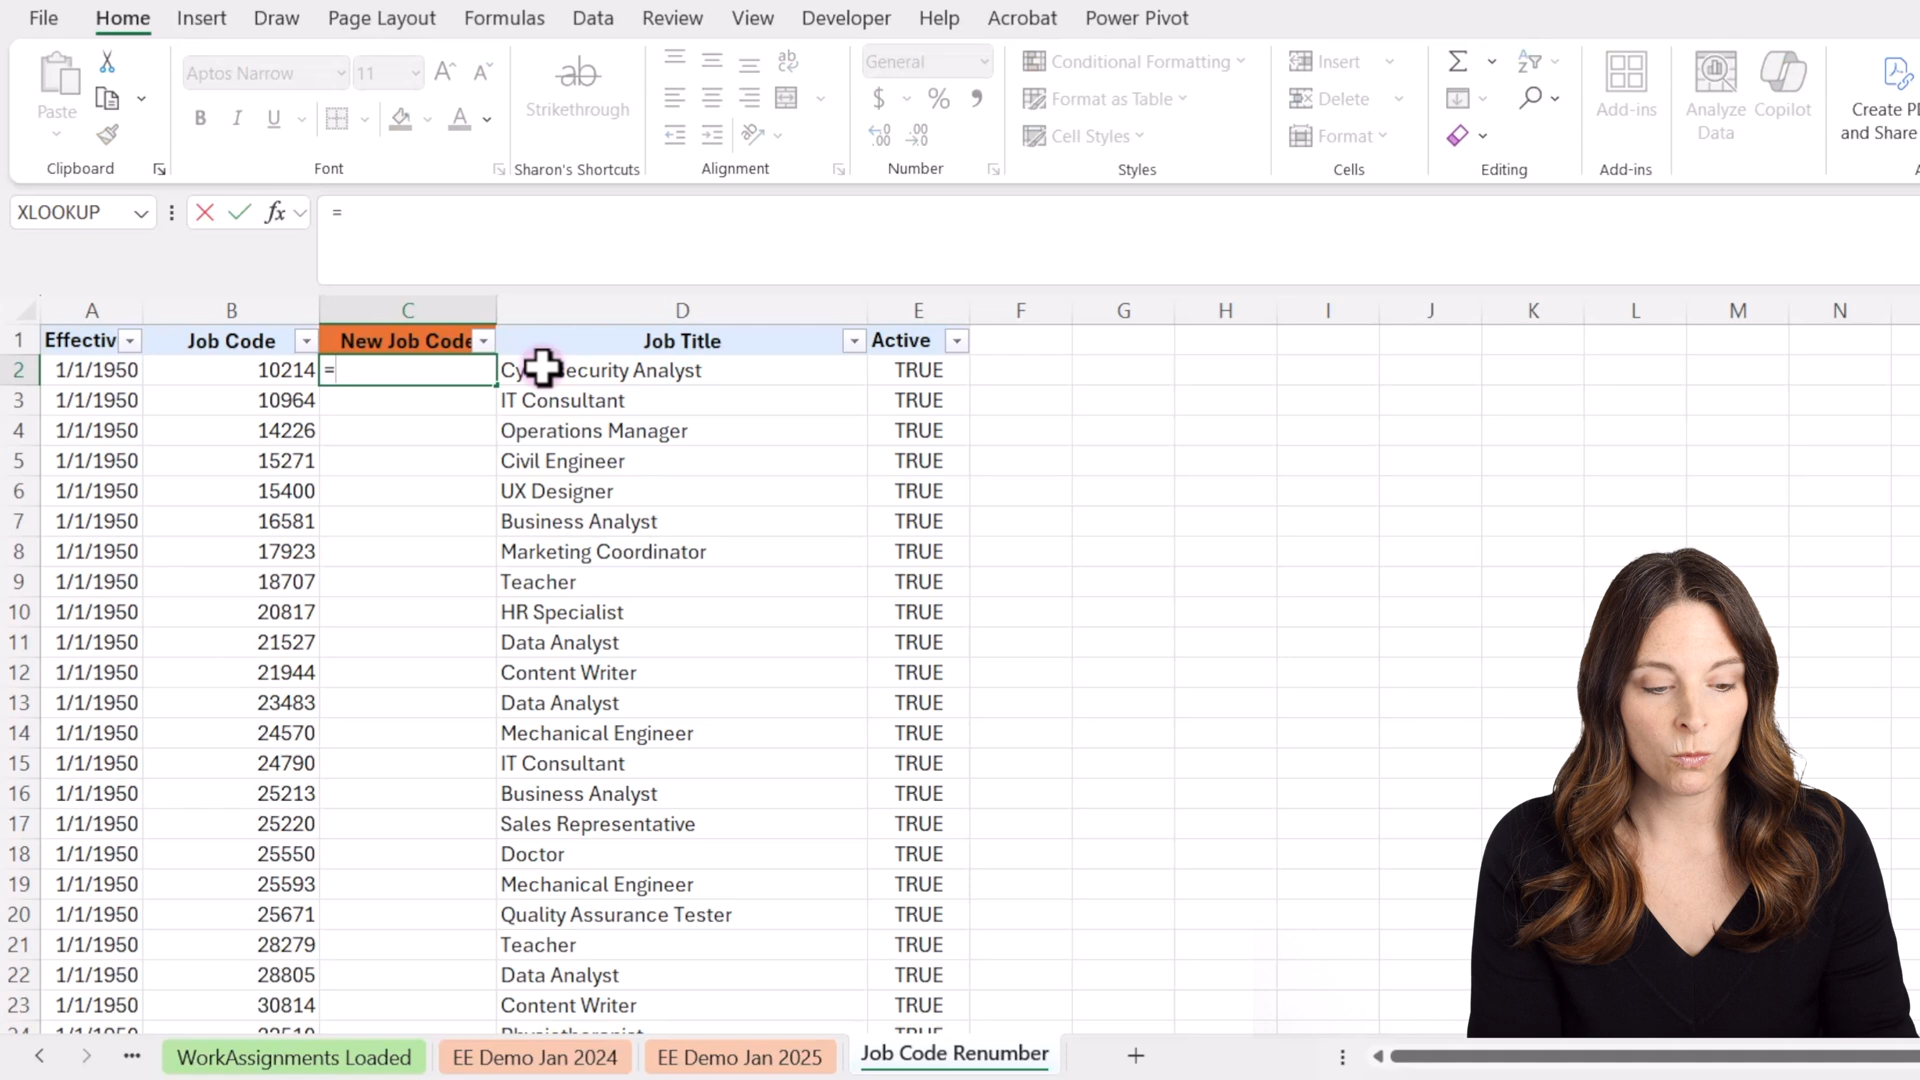 File Home Insert Draw Page Layout Formulas Data Review View Developer Help Acrobat Power Pivot
Paste
Clipboard
Aptos Narrow 11
B I U A
Font
ab Strikethrough
Sharon's Shortcuts
Alignment
General
$ %
Number
Conditional Formatting
Format as Table
Cell Styles
Styles
Insert
Delete
Format
Cells
Editing
Add-ins
Add-ins
Analyze Data
Copilot
and Share
XLOOKUP fx =
A B C D E F G H I J K L M N
1 Effectiv Job Code New Job Code Job Title Active
2 1/1/1950 10214 = ecurity Analyst TRUE
3 1/1/1950 10964 IT Consultant TRUE
4 1/1/1950 14226 Operations Manager TRUE
5 1/1/1950 15271 Civil Engineer TRUE
6 1/1/1950 15400 UX Designer TRUE
7 1/1/1950 16581 Business Analyst TRUE
8 1/1/1950 17923 Marketing Coordinator TRUE
9 1/1/1950 18707 Teacher TRUE
10 1/1/1950 20817 HR Specialist TRUE
11 1/1/1950 21527 Data Analyst TRUE
12 1/1/1950 21944 Content Writer TRUE
13 1/1/1950 23483 Data Analyst TRUE
14 1/1/1950 24570 Mechanical Engineer TRUE
15 1/1/1950 24790 IT Consultant TRUE
16 1/1/1950 25213 Business Analyst TRUE
17 1/1/1950 25220 Sales Representative TRUE
18 1/1/1950 25550 Doctor TRUE
19 1/1/1950 25593 Mechanical Engineer TRUE
20 1/1/1950 25671 Quality Assurance Tester TRUE
21 1/1/1950 28279 Teacher TRUE
22 1/1/1950 28805 Data Analyst TRUE
23 1/1/1950 30814 Content Writer TRUE
WorkAssignments Loaded EE Demo Jan 2024 EE Demo Jan 2025 Job Code Renumber